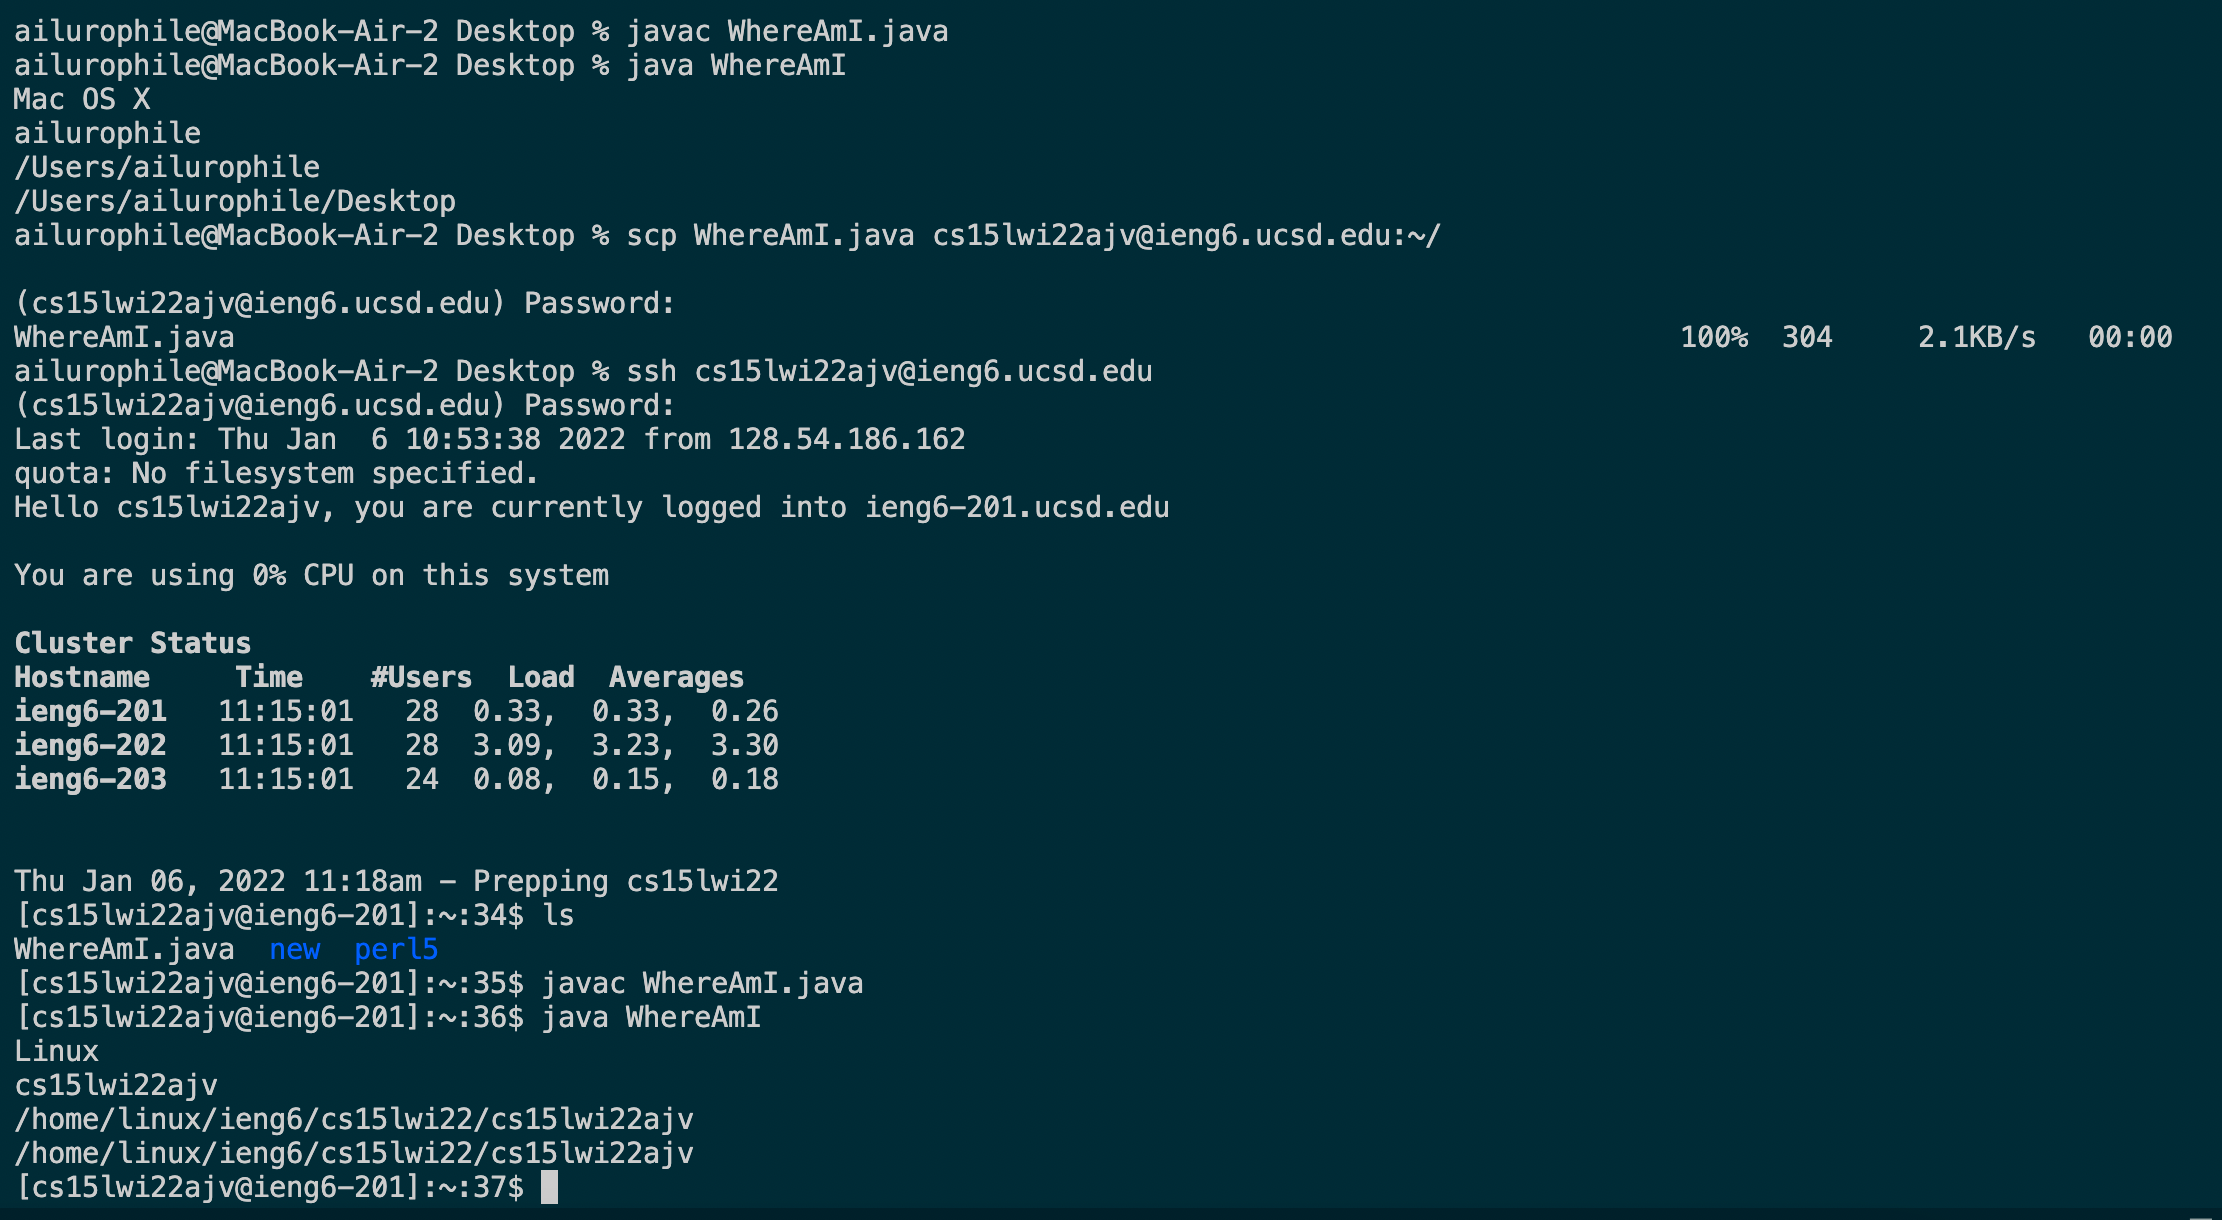 ailurophile@MacBook-Air-2 Desktop % javac WhereAmI.java
ailurophile@MacBook-Air-2 Desktop % java WhereAmI
Mac OS X
ailurophile
/Users/ailurophile
/Users/ailurophile/Desktop
ailurophile@MacBook-Air-2 Desktop % scp WhereAmI.java cs15lwi22ajv@ieng6.ucsd.edu:~/
(cs15lwi22ajv@ieng6.ucsd.edu) Password:
WhereAmI.java 100% 304 2.1KB/s 00:00
ailurophile@MacBook-Air-2 Desktop % ssh cs15lwi22ajv@ieng6.ucsd.edu
(cs15lwi22ajv@ieng6.ucsd.edu) Password:
Last login: Thu Jan  6 10:53:38 2022 from 128.54.186.162
quota: No filesystem specified.
Hello cs15lwi22ajv, you are currently logged into ieng6-201.ucsd.edu
You are using 0% CPU on this system
Cluster Status
Hostname     Time    #Users  Load  Averages
ieng6-201   11:15:01   28  0.33,  0.33,  0.26
ieng6-202   11:15:01   28  3.09,  3.23,  3.30
ieng6-203   11:15:01   24  0.08,  0.15,  0.18
Thu Jan 06, 2022 11:18am - Prepping cs15lwi22
[cs15lwi22ajv@ieng6-201]:~:34$ ls
WhereAmI.java  new  perl5
[cs15lwi22ajv@ieng6-201]:~:35$ javac WhereAmI.java
[cs15lwi22ajv@ieng6-201]:~:36$ java WhereAmI
Linux
cs15lwi22ajv
/home/linux/ieng6/cs15lwi22/cs15lwi22ajv
/home/linux/ieng6/cs15lwi22/cs15lwi22ajv
[cs15lwi22ajv@ieng6-201]:~:37$